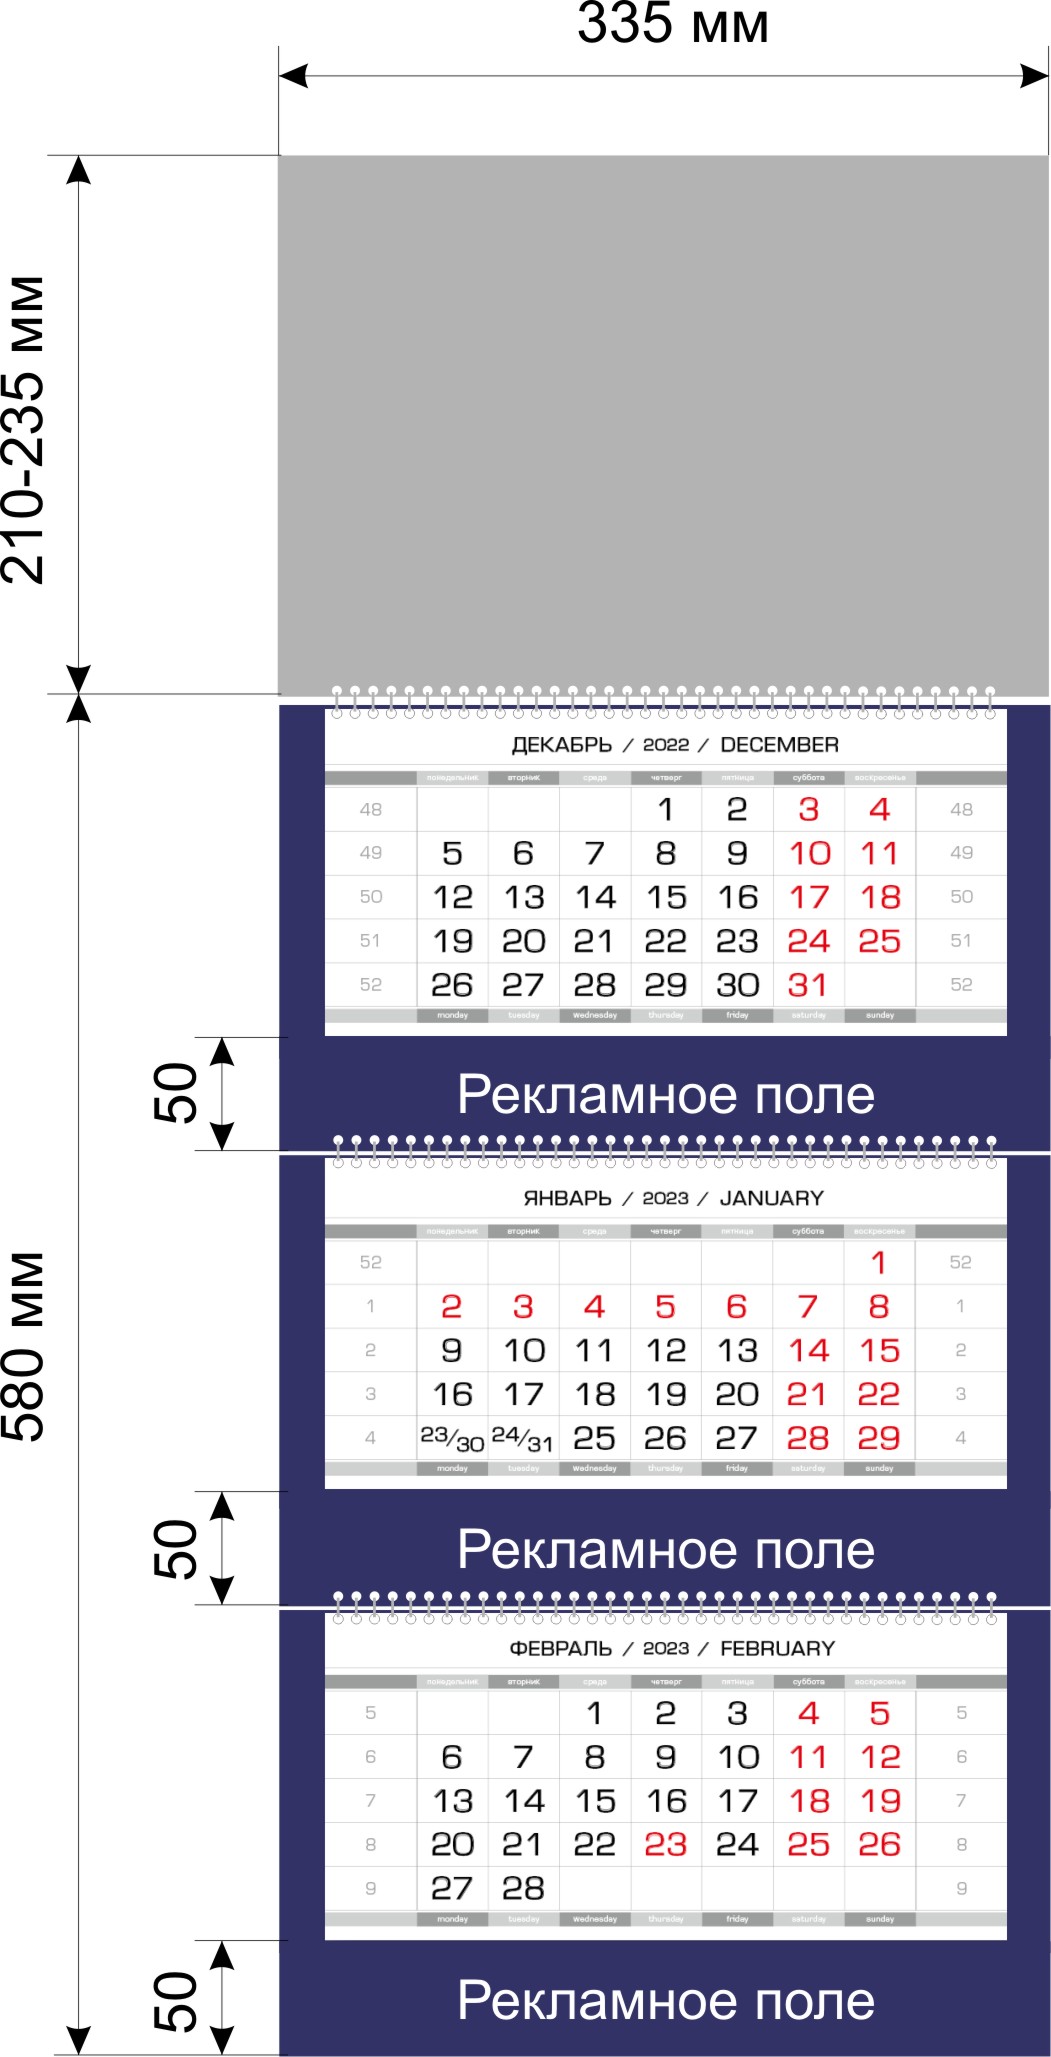 335 мм
210-235 мм
580 мм
ДЕКАБРЬ / 2022 / DECEMBER
понедельник вторник среда четверг пятница суббота воскресенье
48 1 2 3 4 48
49 5 6 7 8 9 10 11 49
50 12 13 14 15 16 17 18 50
51 19 20 21 22 23 24 25 51
52 26 27 28 29 30 31 52
monday tuesday wednesday thursday friday saturday sunday
50
Рекламное поле
ЯНВАРЬ / 2023 / JANUARY
понедельник вторник среда четверг пятница суббота воскресенье
52 1 52
1 2 3 4 5 6 7 8 1
2 9 10 11 12 13 14 15 2
3 16 17 18 19 20 21 22 3
4 23/30 24/31 25 26 27 28 29 4
monday tuesday wednesday thursday friday saturday sunday
50
Рекламное поле
ФЕВРАЛЬ / 2023 / FEBRUARY
понедельник вторник среда четверг пятница суббота воскресенье
5 1 2 3 4 5 5
6 6 7 8 9 10 11 12 6
7 13 14 15 16 17 18 19 7
8 20 21 22 23 24 25 26 8
9 27 28 9
monday tuesday wednesday thursday friday saturday sunday
50
Рекламное поле